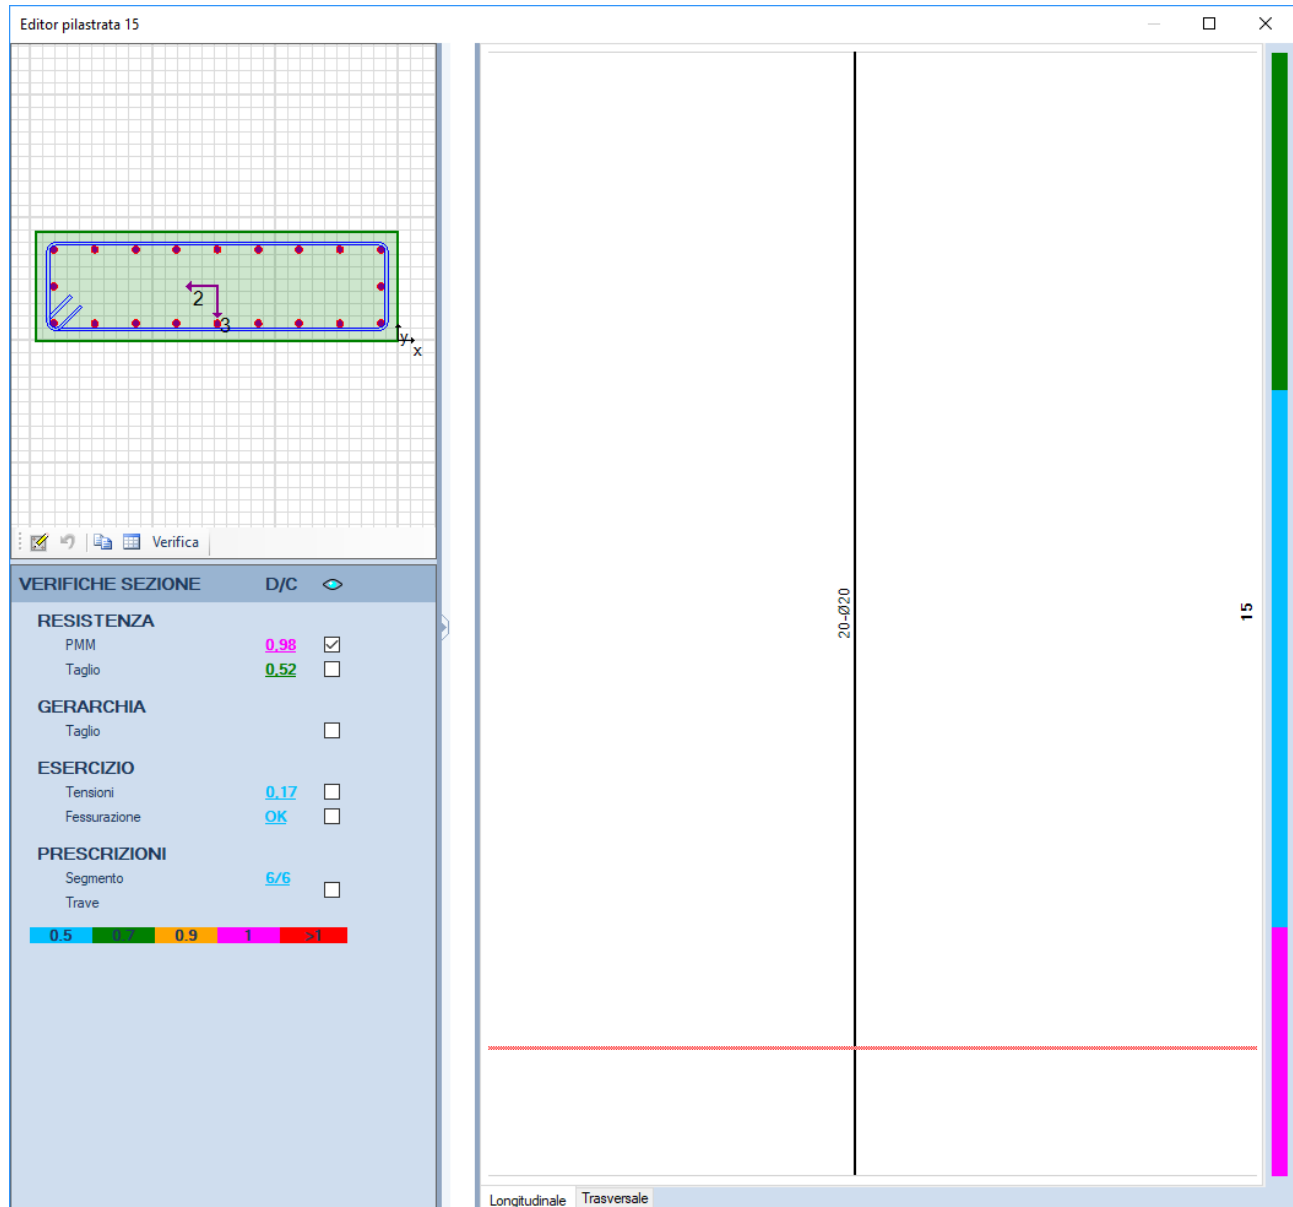 Editor pilastrata 15
2
3
y
x
Verifica
VERIFICHE SEZIONE D/C
RESISTENZA
PMM 0,98
Taglio 0,52
GERARCHIA
Taglio
ESERCIZIO
Tensioni 0,17
Fessurazione OK
PRESCRIZIONI
Segmento 6/6
Trave
0.5 0.7 0.9 1 >1
20-Ø20
15
Longitudinale Trasversale